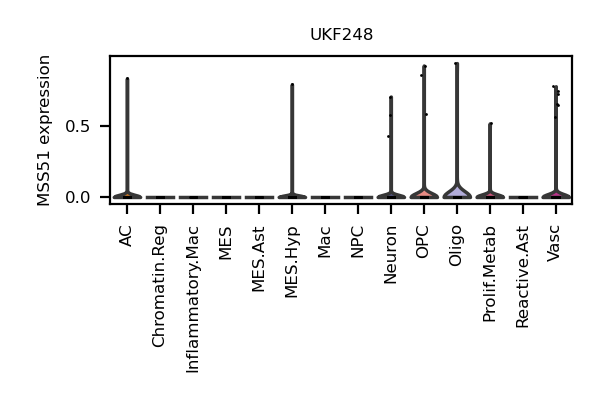 UKF248
MSS51 expression
0.5
0.0
AC
Chromatin.Reg
Inflammatory.Mac
MES
MES.Ast
MES.Hyp
Mac
NPC
Neuron
OPC
Oligo
Prolif.Metab
Reactive.Ast
Vasc